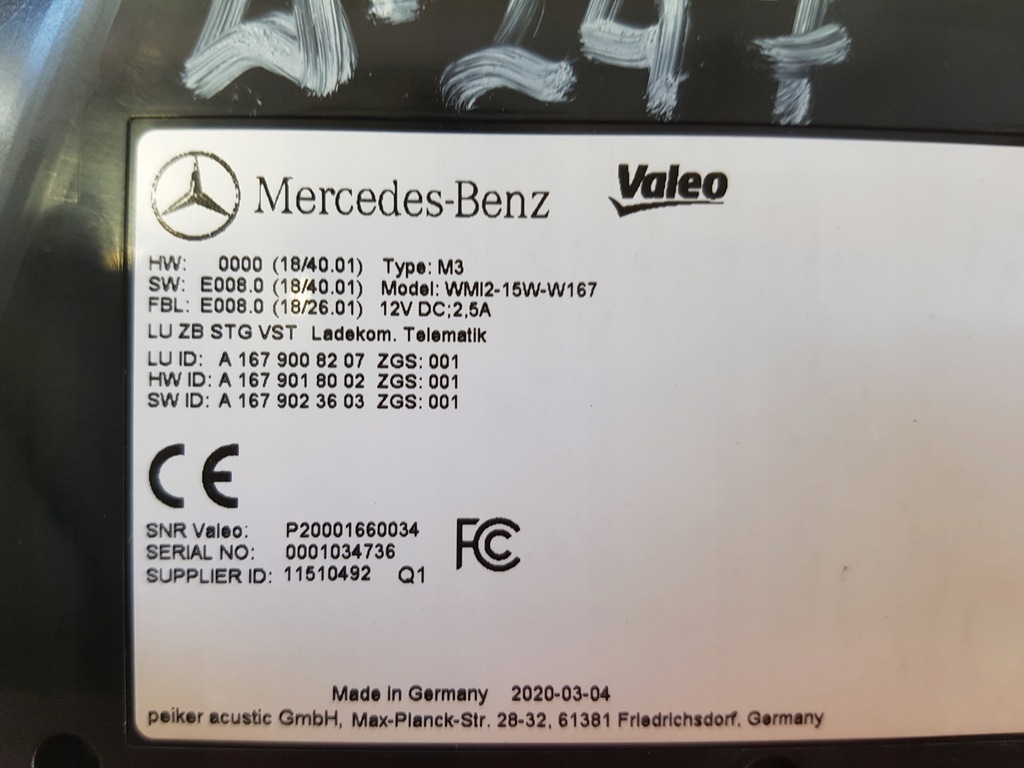 247
Mercedes-Benz Valeo
HW: 0000 (18/40.01) Type: M3
SW: E008.0 (18/40.01) Model: WMI2-15W-W167
FBL: E008.0 (18/26.01) 12V DC;2,5A
LU ZB STG VST Ladekom. Telematik
LU ID: A 167 900 82 07 ZGS: 001
HW ID: A 167 901 80 02 ZGS: 001
SW ID: A 167 902 36 03 ZGS: 001
CE
SNR Valeo: P20001660034
SERIAL NO: 0001034736
SUPPLIER ID: 11510492 Q1
FC
Made in Germany 2020-03-04
peiker acustic GmbH, Max-Planck-Str. 28-32, 61381 Friedrichsdorf, Germany